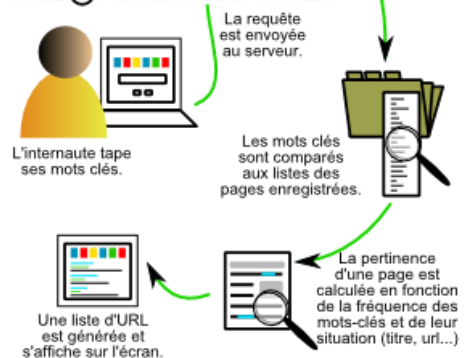 La requête
est envoyée
au serveur.
L'internaute tape
ses mots clés.
Les mots clés
sont comparés
aux listes des
pages enregistrées.
La pertinence
d'une page est
calculée en fonction
de la fréquence des
mots-clés et de leur
situation (titre, url...)
Une liste d'URL
est générée et
s'affiche sur l'écran.